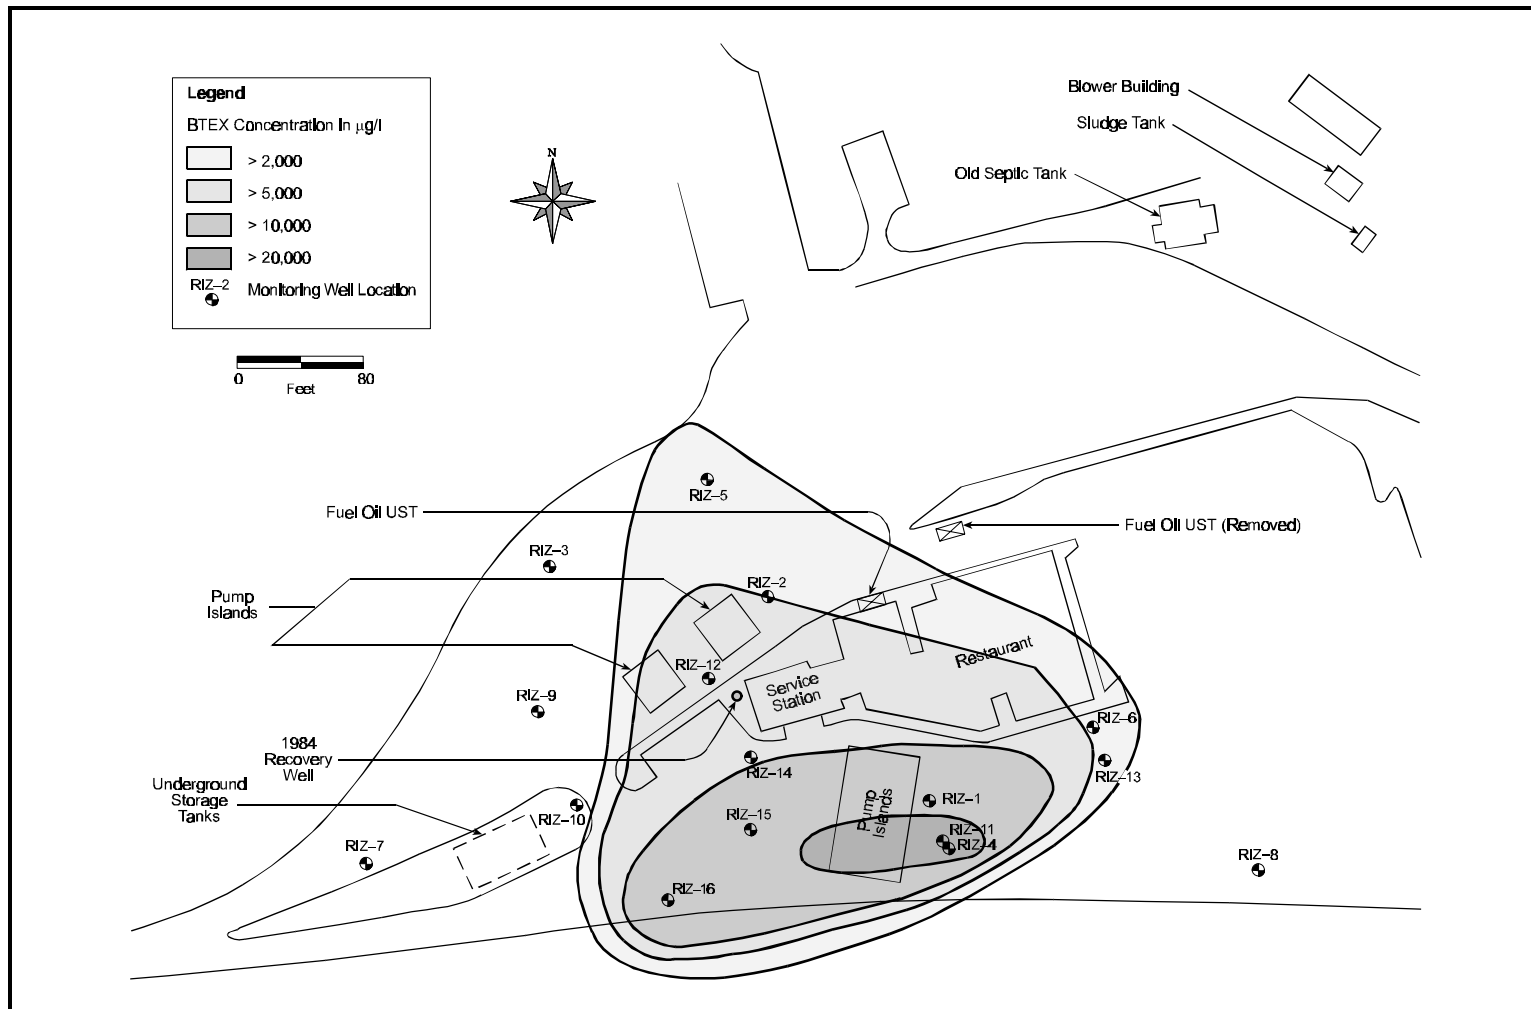 Legend
BTEX Concentration in µg/l
> 2,000
> 5,000
> 10,000
> 20,000
RIZ–2
Monitoring Well Location
0
80
Feet
N
Blower Building
Sludge Tank
Old Septic Tank
RIZ–5
Fuel Oil UST
Fuel Oil UST (Removed)
RIZ–3
RIZ–2
Pump
Islands
Restaurant
RIZ–12
Service
Station
RIZ–9
RIZ–6
1984
Recovery
Well
RIZ–14
RIZ–13
Underground
Storage
Tanks
RIZ–10
RIZ–1
Pump
Islands
RIZ–15
RIZ–11
RIZ–4
RIZ–7
RIZ–8
RIZ–16